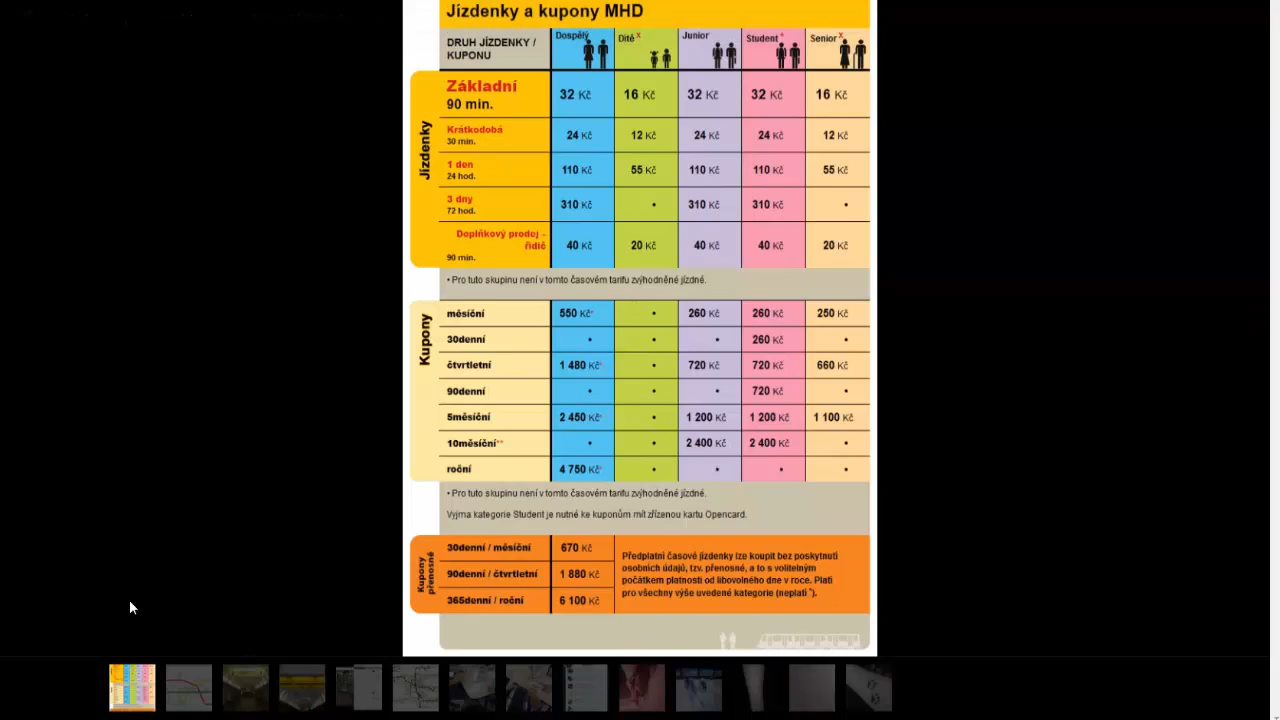 Jízdenky a kupony MHD
DRUH JÍZDENKY /
KUPONU
Dospělý Dítě x Junior Student * Senior x
Jízdenky
Základní
90 min.
32 Kč 16 Kč 32 Kč 32 Kč 16 Kč
Krátkodobá
30 min.
24 Kč 12 Kč 24 Kč 24 Kč 12 Kč
1 den
24 hod.
110 Kč 55 Kč 110 Kč 110 Kč 55 Kč
3 dny
72 hod.
310 Kč • 310 Kč 310 Kč •
Doplňkový prodej –
řidič
90 min.
40 Kč 20 Kč 40 Kč 40 Kč 20 Kč
• Pro tuto skupinu není v tomto časovém tarifu zvýhodněné jízdné.
Kupony
měsíční 550 Kč* • 260 Kč 260 Kč 250 Kč
30denní • • • 260 Kč •
čtvrtletní 1 480 Kč* • 720 Kč 720 Kč 660 Kč
90denní • • • 720 Kč •
5měsíční 2 450 Kč* • 1 200 Kč 1 200 Kč 1 100 Kč
10měsíční** • • 2 400 Kč 2 400 Kč •
roční 4 750 Kč* • • • •
• Pro tuto skupinu není v tomto časovém tarifu zvýhodněné jízdné.
Vyjma kategorie Student je nutné ke kuponům mít zřízenou kartu Opencard.
Kupony
přenosné
30denní / měsíční 670 Kč
90denní / čtvrtletní 1 880 Kč
365denní / roční 6 100 Kč
Předplatní časové jízdenky lze koupit bez poskytnutí
osobních údajů, tzv. přenosné, a to s volitelným
počátkem platnosti od libovolného dne v roce. Platí
pro všechny výše uvedené kategorie (neplatí *).